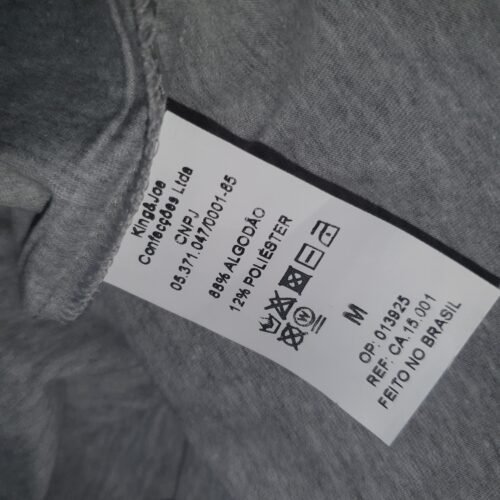 King&Joe
Confecções Ltda
CNPJ
05.371.047/0001-85
88% ALGODÃO
12% POLIÉSTER
M
OP: 013925
REF: CA.15.001
FEITO NO BRASIL